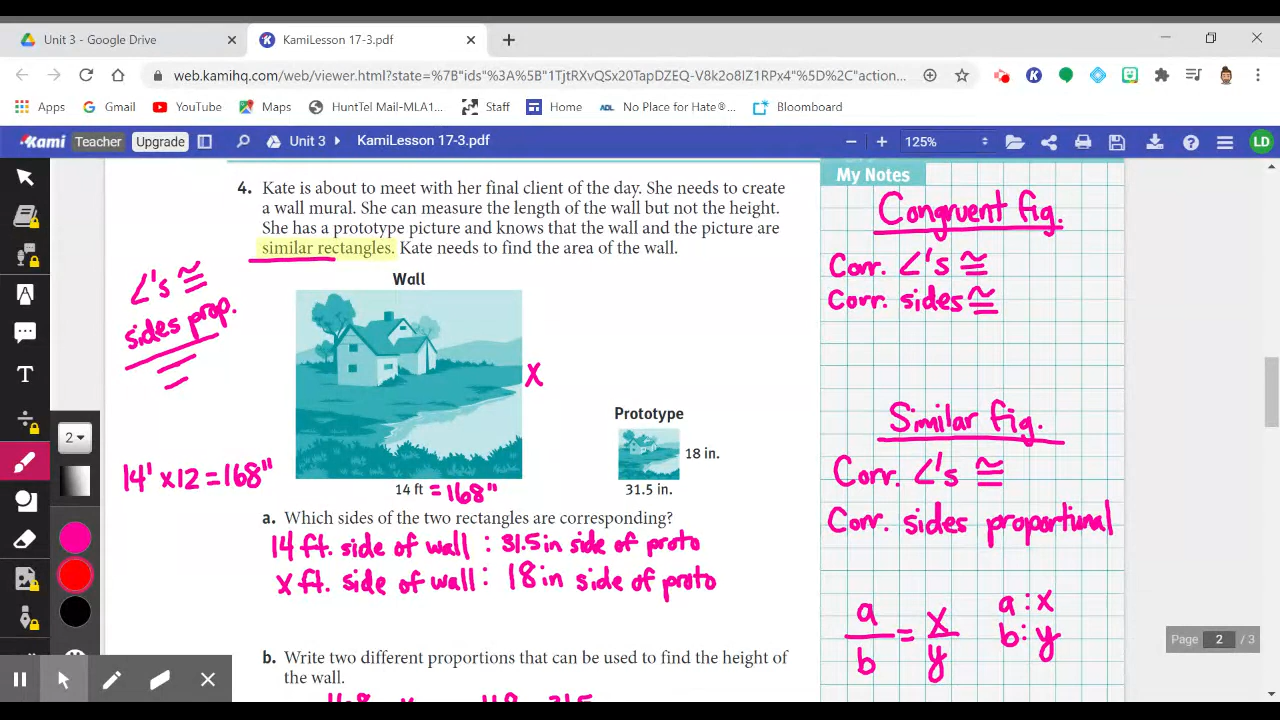 Unit 3 - Google Drive
KamiLesson 17-3.pdf
web.kamihq.com/web/viewer.html?state=%7B"ids"%3A%5B"1TjtRXvQSx20TapDZEQ-V8kzo8IZ1RPx4"%5D%2C"action...
Apps
Gmail
YouTube
Maps
HuntTel Mail-MLA1...
Staff
Home
ADL No Place for Hate...
Bloomboard
Kami
Teacher
Upgrade
Unit 3
KamiLesson 17-3.pdf
125%
LD
My Notes
4. Kate is about to meet with her final client of the day. She needs to create
a wall mural. She can measure the length of the wall but not the height.
She has a prototype picture and knows that the wall and the picture are
similar rectangles. Kate needs to find the area of the wall.
∠'s ≅
sides prop.
Wall
X
Prototype
18 in.
31.5 in.
14' x12 = 168"
14 ft = 168"
a. Which sides of the two rectangles are corresponding?
14 ft. side of wall : 31.5 in side of proto
x ft. side of wall : 18 in side of proto
b. Write two different proportions that can be used to find the height of
the wall.
Congruent fig.
Corr. ∠'s ≅
Corr. sides ≅
Similar fig.
Corr. ∠'s ≅
Corr. sides proportional
a/b = x/y
a : x
b : y
Page 2 / 3
2